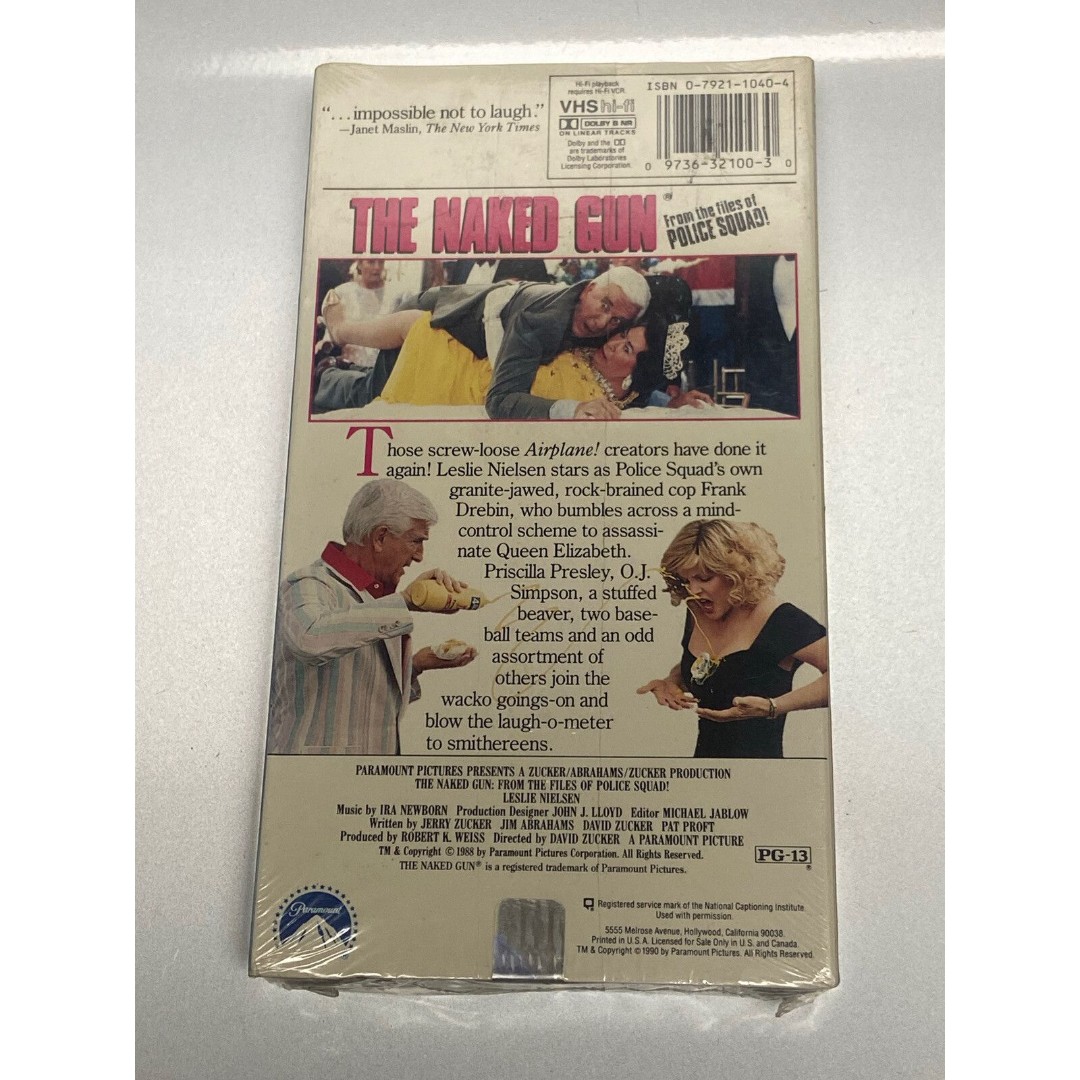 "...impossible not to laugh."
—Janet Maslin, The New York Times
Hi-Fi playback
requires Hi-Fi VCR.
VHS hi-fi
DOLBY B NR
ON LINEAR TRACKS
Dolby and the
are trademarks of
Dolby Laboratories
Licensing Corporation.
ISBN 0-7921-1040-4
0 9736-32100-3 0
THE NAKED GUN®
From the files of
POLICE SQUAD!
Those screw-loose Airplane! creators have done it
again! Leslie Nielsen stars as Police Squad's own
granite-jawed, rock-brained cop Frank
Drebin, who bumbles across a mind-
control scheme to assassi-
nate Queen Elizabeth.
Priscilla Presley, O.J.
Simpson, a stuffed
beaver, two base-
ball teams and an odd
assortment of
others join the
wacko goings-on and
blow the laugh-o-meter
to smithereens.
PARAMOUNT PICTURES PRESENTS A ZUCKER/ABRAHAMS/ZUCKER PRODUCTION
THE NAKED GUN: FROM THE FILES OF POLICE SQUAD!
LESLIE NIELSEN
Music by IRA NEWBORN Production Designer JOHN J. LLOYD Editor MICHAEL JABLOW
Written by JERRY ZUCKER JIM ABRAHAMS DAVID ZUCKER PAT PROFT
Produced by ROBERT K. WEISS Directed by DAVID ZUCKER A PARAMOUNT PICTURE
TM & Copyright © 1988 by Paramount Pictures Corporation. All Rights Reserved.
THE NAKED GUN® is a registered trademark of Paramount Pictures.
PG-13®
Paramount
Registered service mark of the National Captioning Institute.
Used with permission.
5555 Melrose Avenue, Hollywood, California 90038.
Printed in U.S.A. Licensed for Sale Only in U.S. and Canada.
TM & Copyright © 1990 by Paramount Pictures. All Rights Reserved.